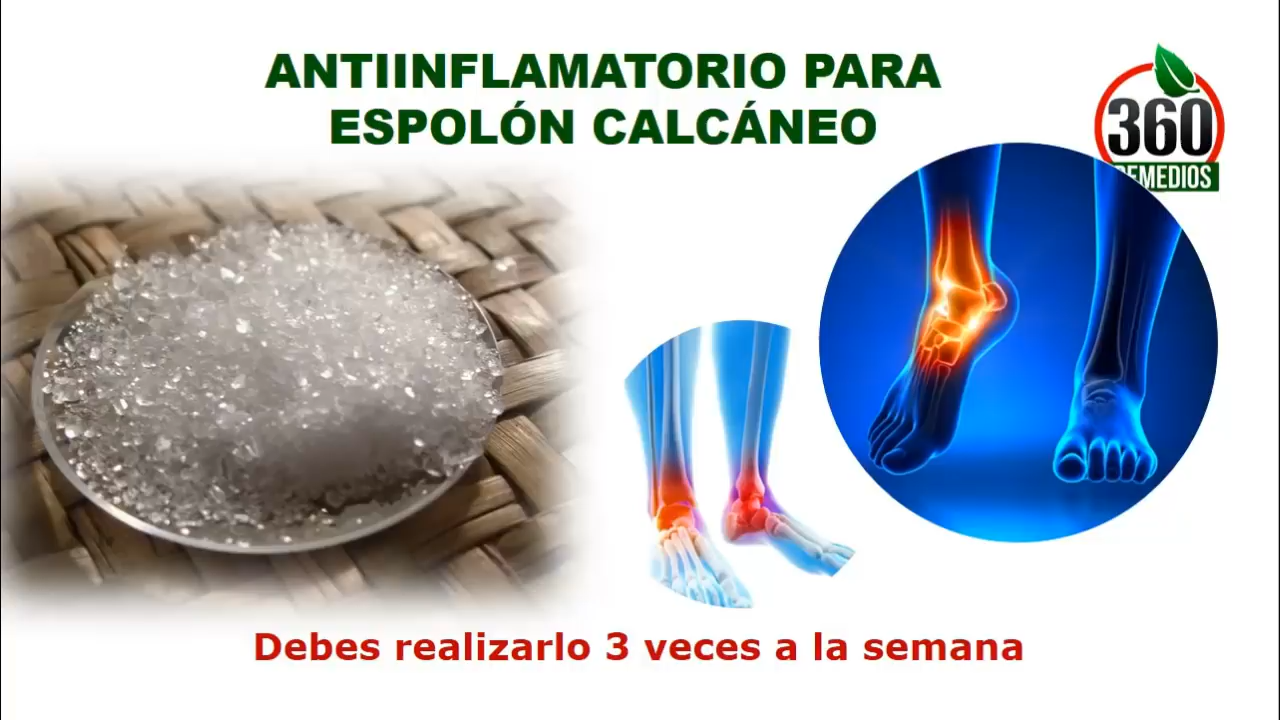 ANTIINFLAMATORIO PARA
ESPOLÓN CALCÁNEO
360
REMEDIOS
Debes realizarlo 3 veces a la semana